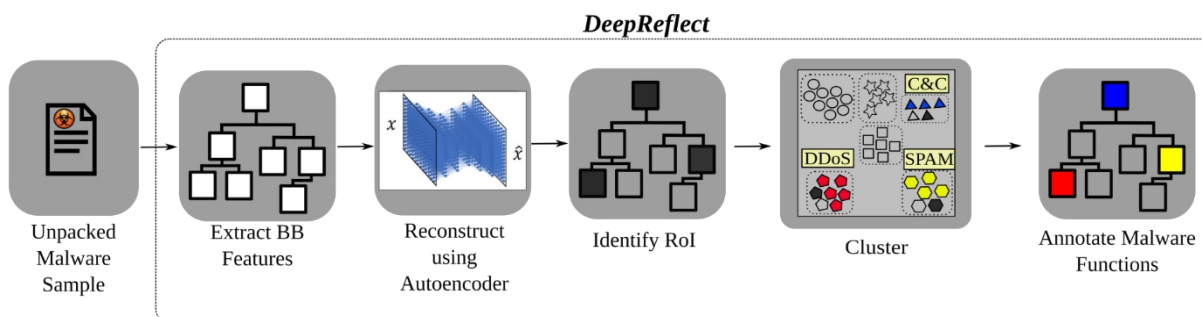 DeepReflect
Unpacked
Malware
Sample
Extract BB
Features
x
x̂
Reconstruct
using
Autoencoder
Identify RoI
C&C
DDoS
SPAM
Cluster
Annotate Malware
Functions